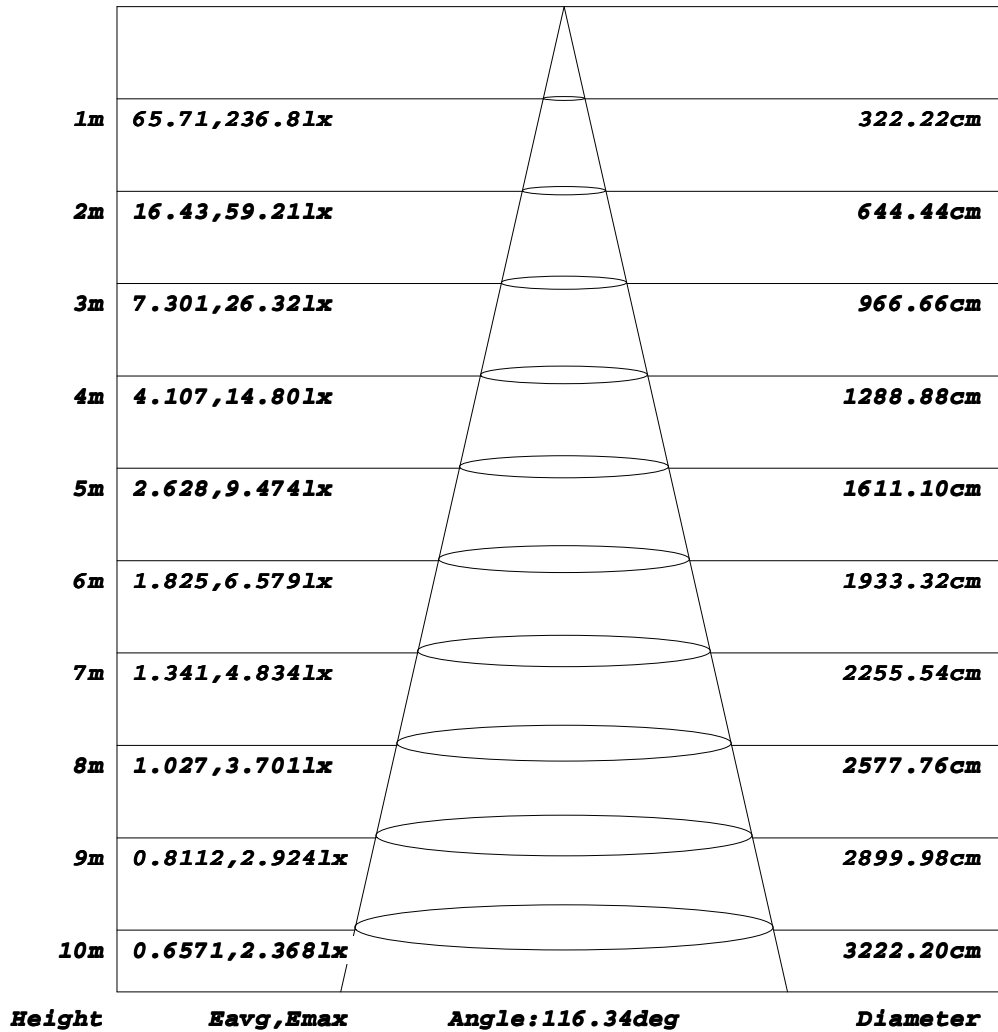 1m 65.71,236.8lx 322.22cm
2m 16.43,59.21lx 644.44cm
3m 7.301,26.32lx 966.66cm
4m 4.107,14.80lx 1288.88cm
5m 2.628,9.474lx 1611.10cm
6m 1.825,6.579lx 1933.32cm
7m 1.341,4.834lx 2255.54cm
8m 1.027,3.701lx 2577.76cm
9m 0.8112,2.924lx 2899.98cm
10m 0.6571,2.368lx 3222.20cm
Height Eavg,Emax Angle:116.34deg Diameter